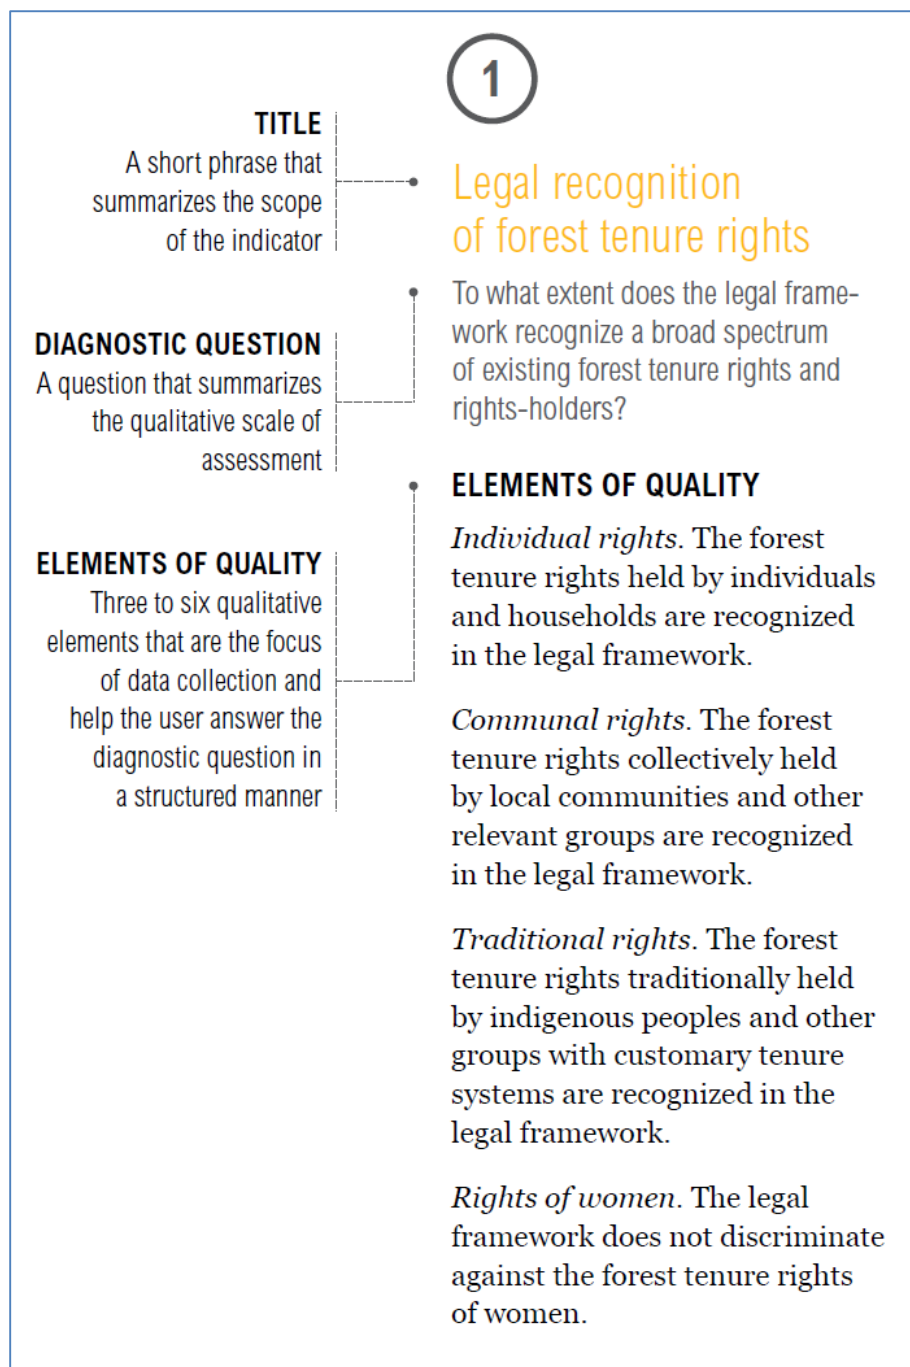 1
TITLE
A short phrase that
summarizes the scope
of the indicator
Legal recognition
of forest tenure rights
DIAGNOSTIC QUESTION
A question that summarizes
the qualitative scale of
assessment
To what extent does the legal frame-
work recognize a broad spectrum
of existing forest tenure rights and
rights-holders?
ELEMENTS OF QUALITY
Three to six qualitative
elements that are the focus
of data collection and
help the user answer the
diagnostic question in
a structured manner
ELEMENTS OF QUALITY
Individual rights. The forest
tenure rights held by individuals
and households are recognized
in the legal framework.
Communal rights. The forest
tenure rights collectively held
by local communities and other
relevant groups are recognized
in the legal framework.
Traditional rights. The forest
tenure rights traditionally held
by indigenous peoples and other
groups with customary tenure
systems are recognized in the
legal framework.
Rights of women. The legal
framework does not discriminate
against the forest tenure rights
of women.